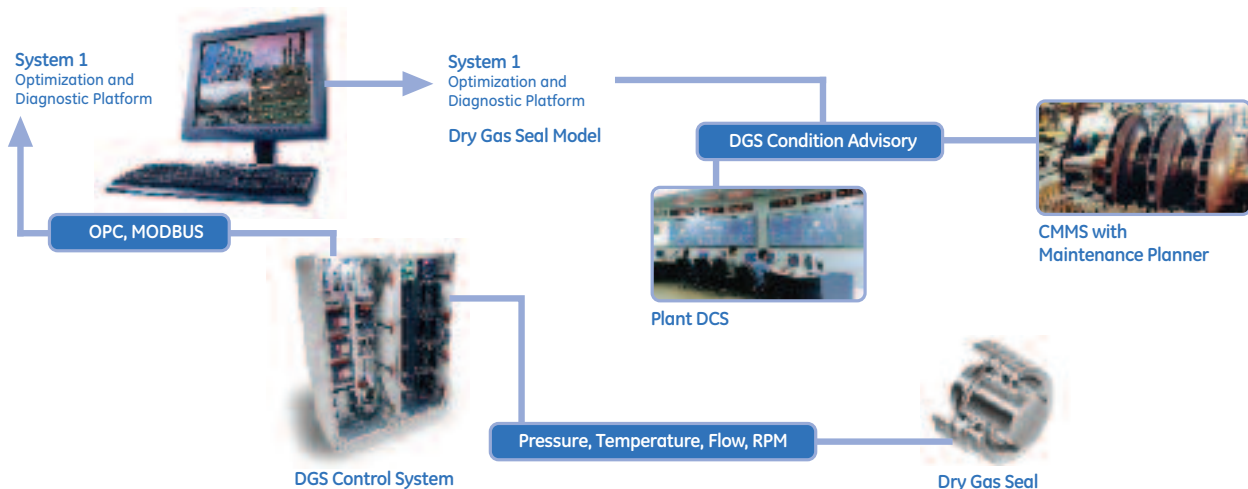 System 1
Optimization and
Diagnostic Platform
System 1
Optimization and
Diagnostic Platform
Dry Gas Seal Model
DGS Condition Advisory
OPC, MODBUS
CMMS with
Maintenance Planner
Plant DCS
Pressure, Temperature, Flow, RPM
DGS Control System
Dry Gas Seal